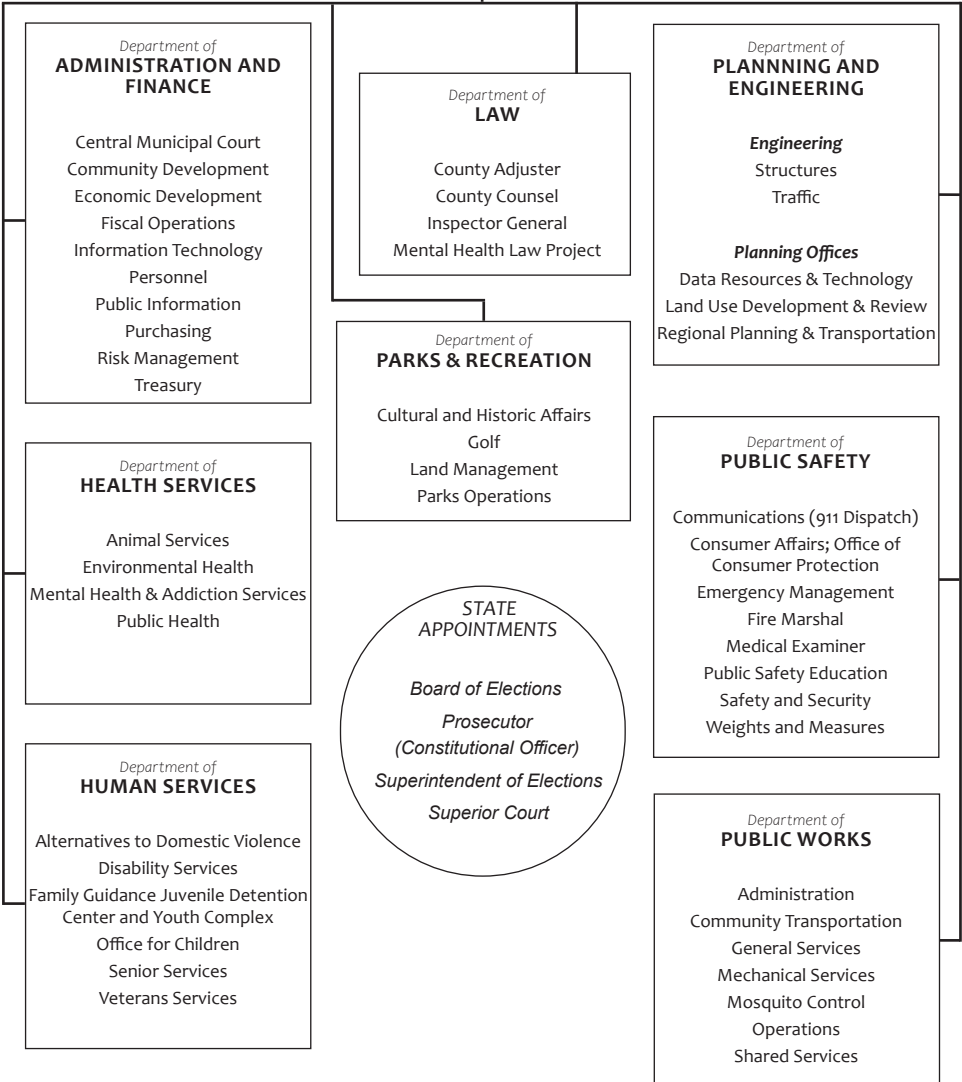 Department of
ADMINISTRATION AND
FINANCE
Central Municipal Court
Community Development
Economic Development
Fiscal Operations
Information Technology
Personnel
Public Information
Purchasing
Risk Management
Treasury
Department of
HEALTH SERVICES
Animal Services
Environmental Health
Mental Health & Addiction Services
Public Health
Department of
HUMAN SERVICES
Alternatives to Domestic Violence
Disability Services
Family Guidance Juvenile Detention
Center and Youth Complex
Office for Children
Senior Services
Veterans Services
Department of
LAW
County Adjuster
County Counsel
Inspector General
Mental Health Law Project
Department of
PARKS & RECREATION
Cultural and Historic Affairs
Golf
Land Management
Parks Operations
STATE
APPOINTMENTS
Board of Elections
Prosecutor
(Constitutional Officer)
Superintendent of Elections
Superior Court
Department of
PLANNNING AND
ENGINEERING
Engineering
Structures
Traffic
Planning Offices
Data Resources & Technology
Land Use Development & Review
Regional Planning & Transportation
Department of
PUBLIC SAFETY
Communications (911 Dispatch)
Consumer Affairs; Office of
Consumer Protection
Emergency Management
Fire Marshal
Medical Examiner
Public Safety Education
Safety and Security
Weights and Measures
Department of
PUBLIC WORKS
Administration
Community Transportation
General Services
Mechanical Services
Mosquito Control
Operations
Shared Services